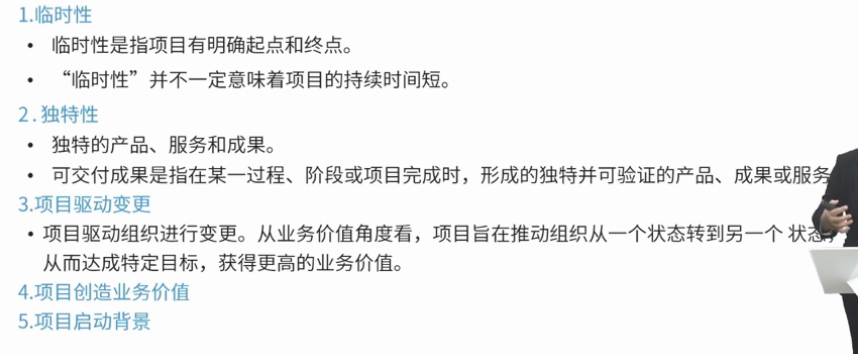 1.临时性
• 临时性是指项目有明确起点和终点。
• “临时性”并不一定意味着项目的持续时间短。
2.独特性
• 独特的产品、服务和成果。
• 可交付成果是指在某一过程、阶段或项目完成时，形成的独特并可验证的产品、成果或服务
3.项目驱动变更
• 项目驱动组织进行变更。从业务价值角度看，项目旨在推动组织从一个状态转到另一个 状态，
从而达成特定目标，获得更高的业务价值。
4.项目创造业务价值
5.项目启动背景